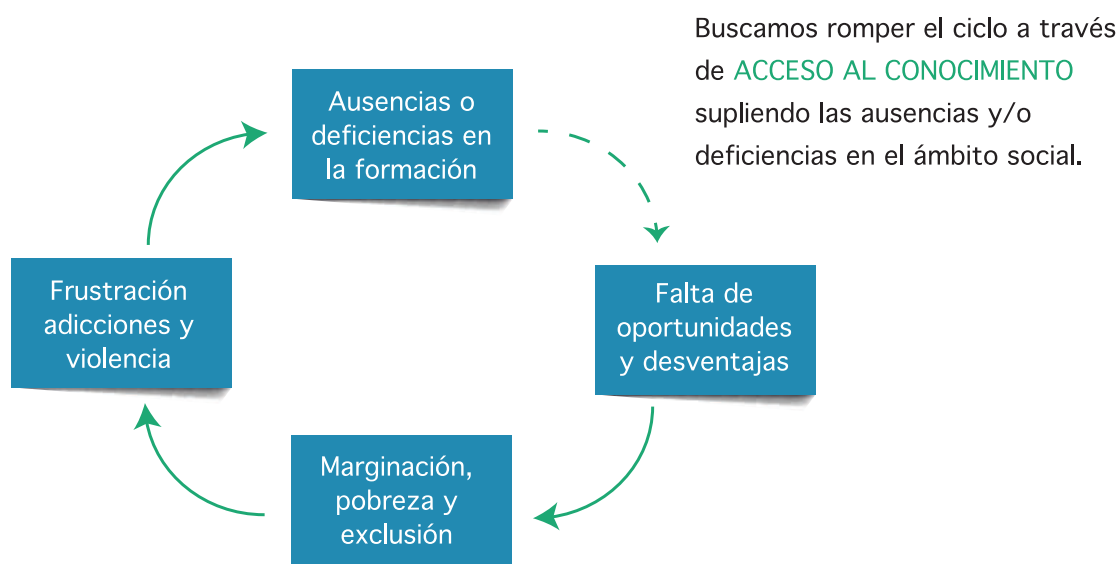 Buscamos romper el ciclo a través
de ACCESO AL CONOCIMIENTO
supliendo las ausencias y/o
deficiencias en el ámbito social.
Ausencias o
deficiencias en
la formación
Falta de
oportunidades
y desventajas
Marginación,
pobreza y
exclusión
Frustración
adicciones y
violencia